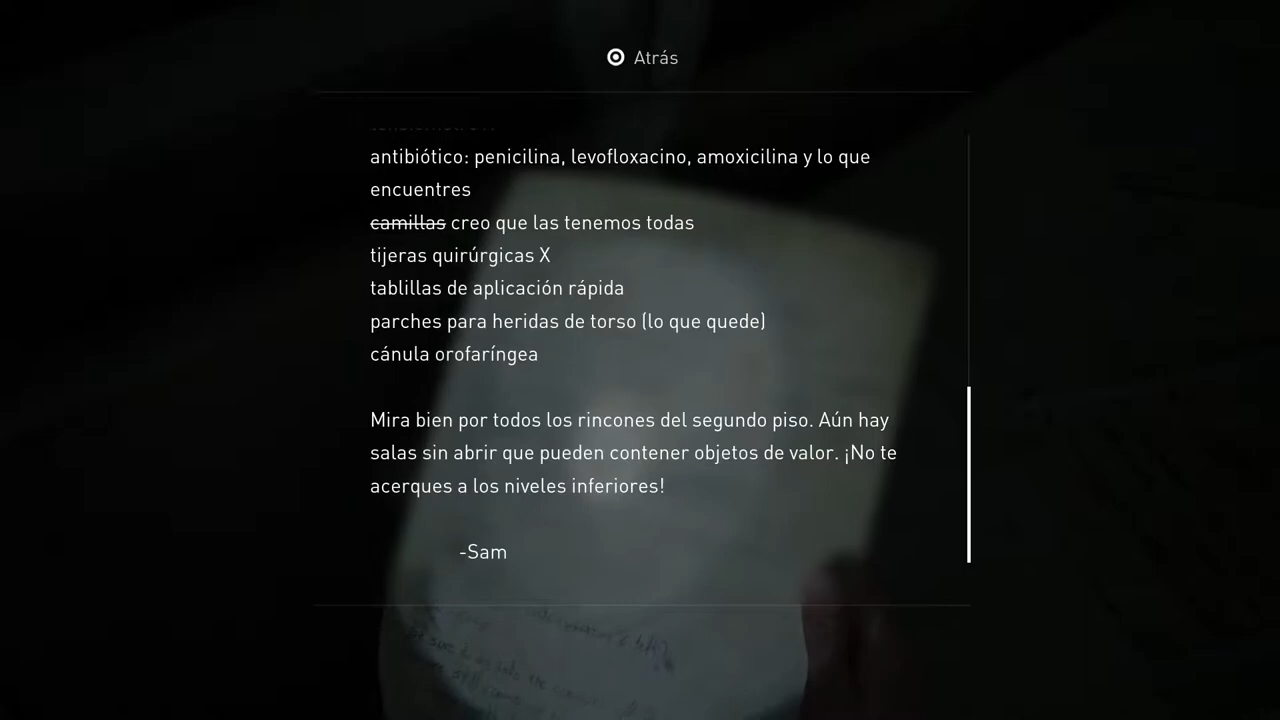 Atrás
antibiótico: penicilina, levofloxacino, amoxicilina y lo que
encuentres
camillas creo que las tenemos todas
tijeras quirúrgicas X
tablillas de aplicación rápida
parches para heridas de torso (lo que quede)
cánula orofaríngea
Mira bien por todos los rincones del segundo piso. Aún hay
salas sin abrir que pueden contener objetos de valor. ¡No te
acerques a los niveles inferiores!
-Sam